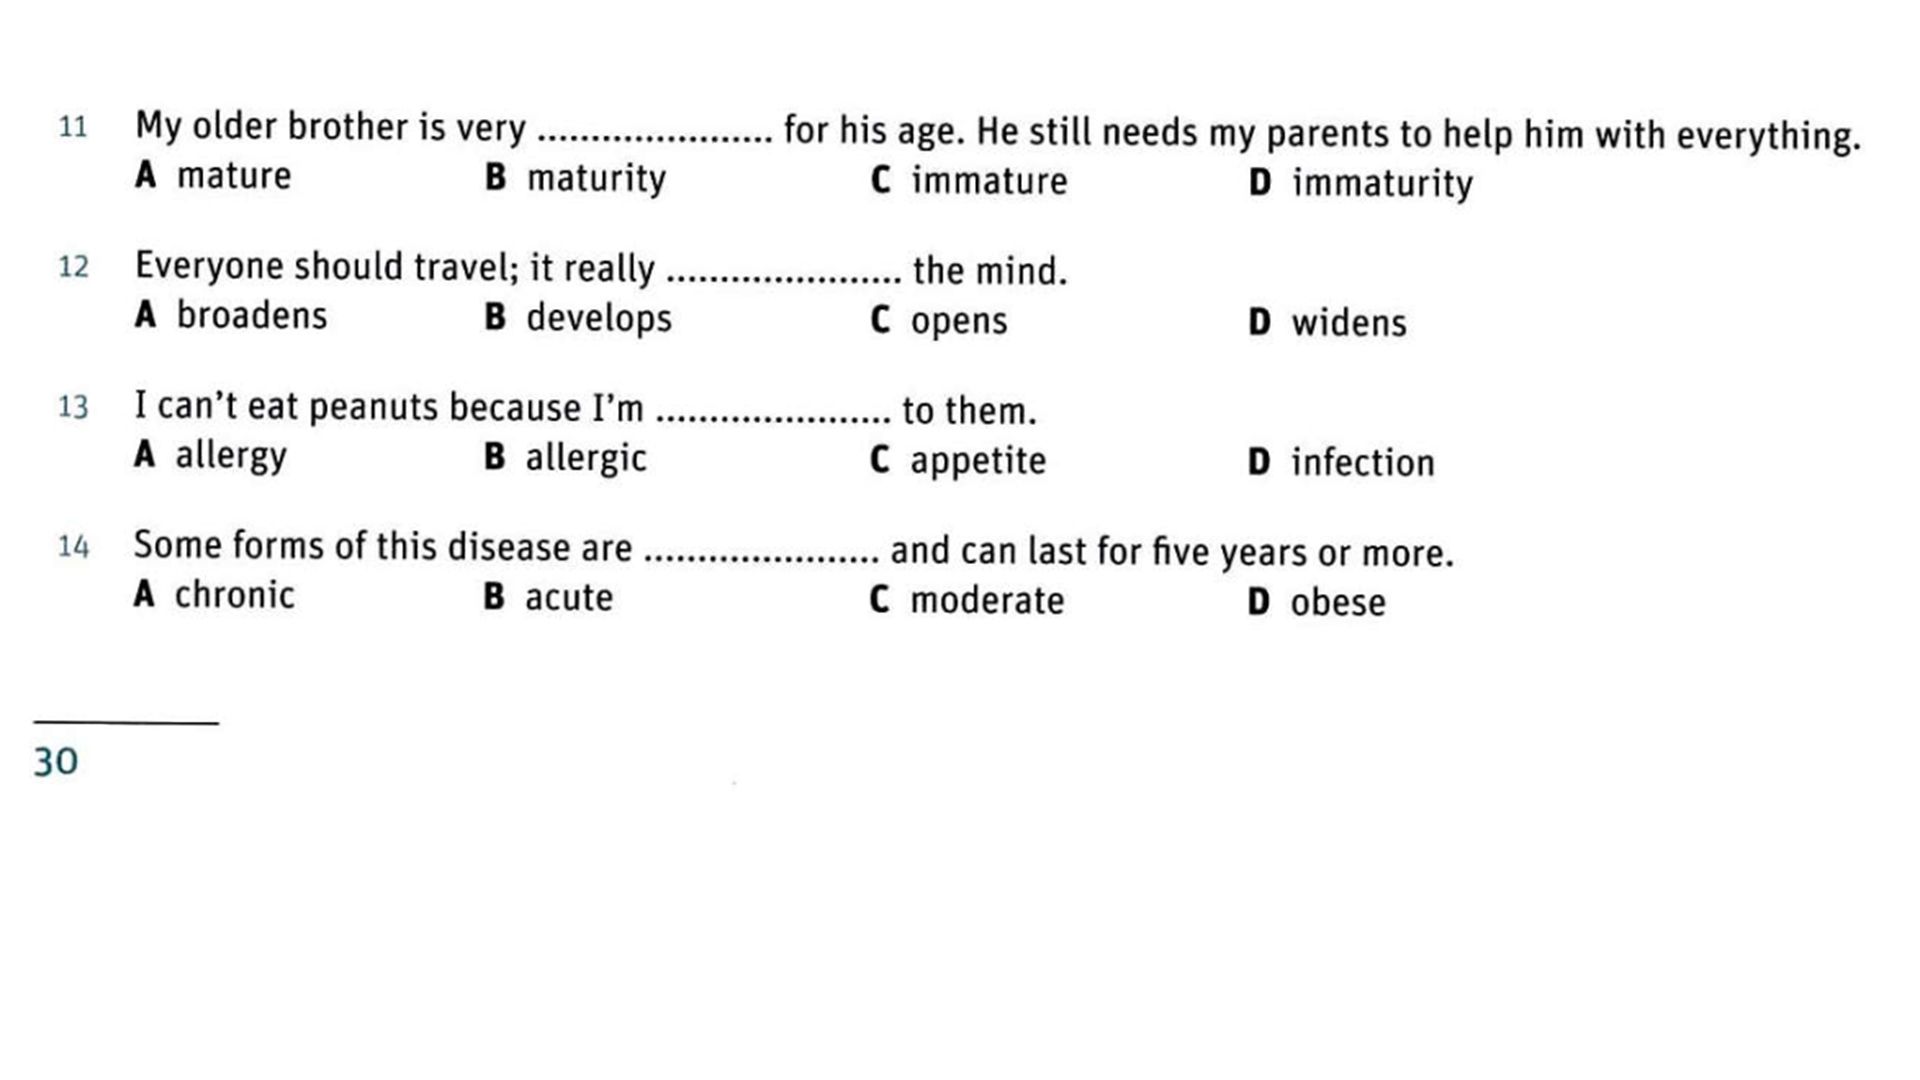 11 My older brother is very ...................... for his age. He still needs my parents to help him with everything.
A mature B maturity C immature D immaturity
12 Everyone should travel; it really ...................... the mind.
A broadens B develops C opens D widens
13 I can't eat peanuts because I'm ...................... to them.
A allergy B allergic C appetite D infection
14 Some forms of this disease are ...................... and can last for five years or more.
A chronic B acute C moderate D obese
30